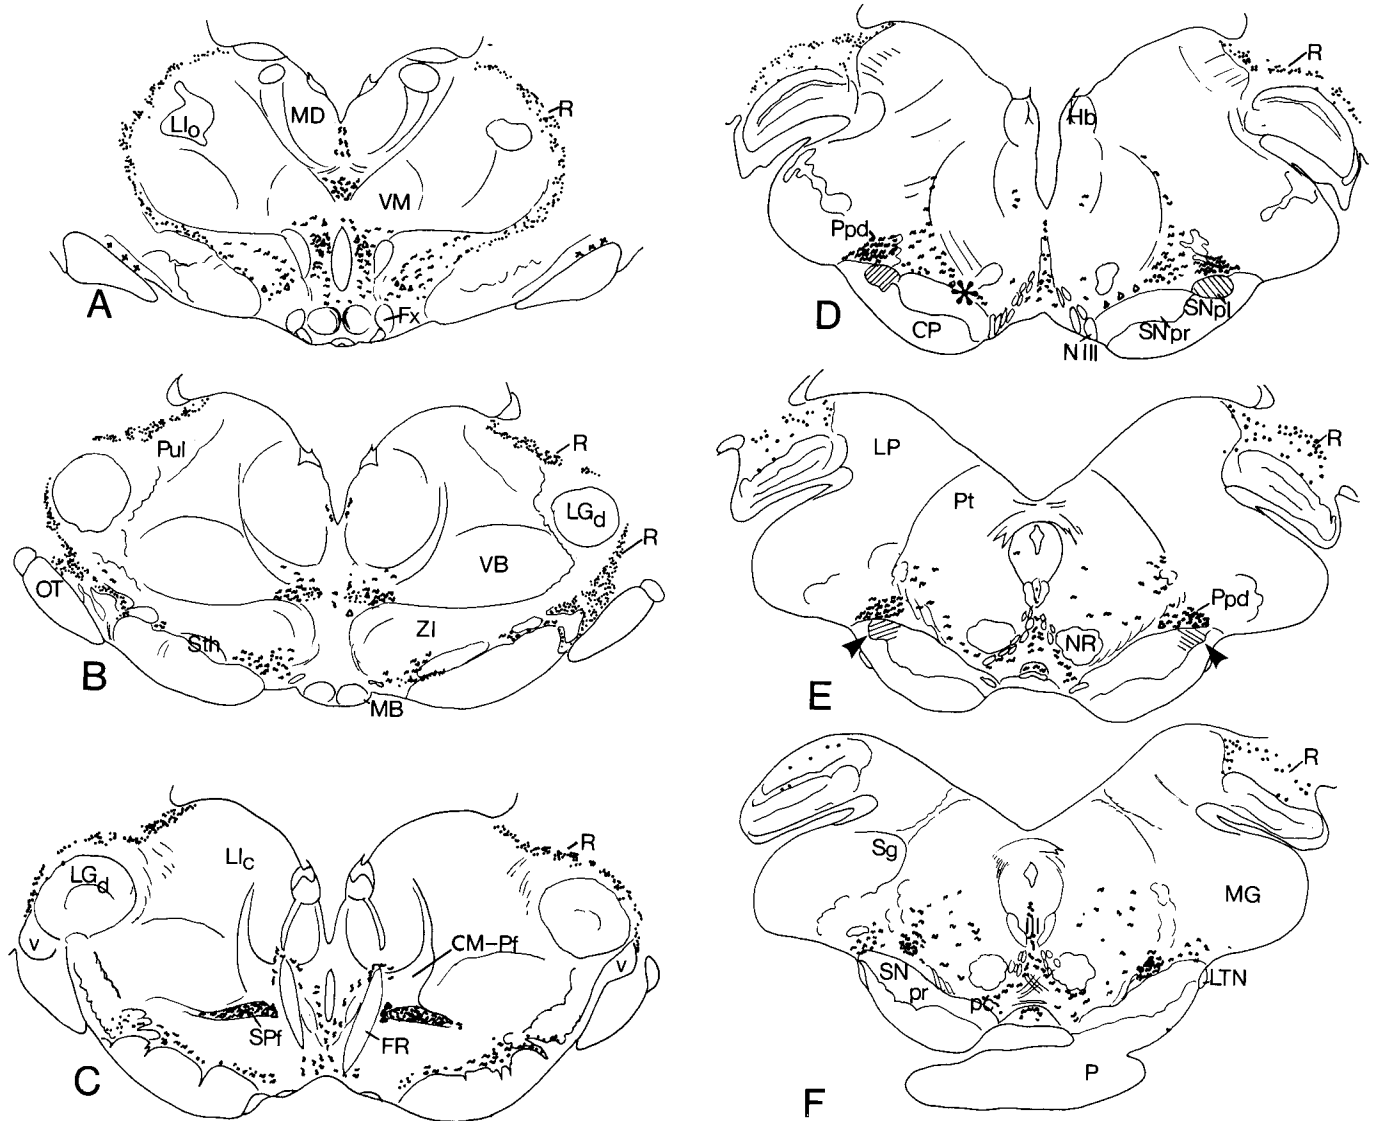 MD
LIo
R
VM
Fx
A
Pul
R
LGd
R
OT
VB
ZI
Sth
MB
B
LIc
R
LGd
v
CM-Pf
v
SPf
FR
C
R
Hb
Ppd
*
CP
SNpl
SNpr
NIII
D
LP
R
Pt
Ppd
NR
E
R
Sg
MG
SN
pr
pc
LTN
P
F